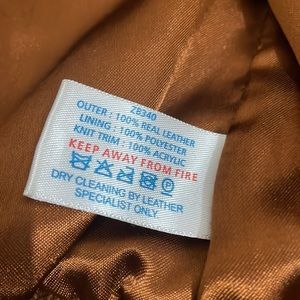 ZB340
OUTER : 100% REAL LEATHER
LINING : 100% POLYESTER
KNIT TRIM : 100% ACRYLIC
KEEP AWAY FROM FIRE
DRY CLEANING BY LEATHER
SPECIALIST ONLY.